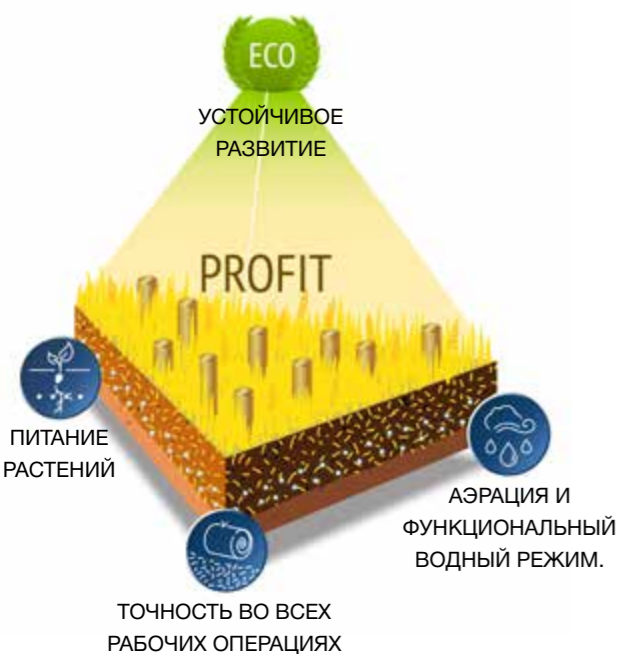 ECO
УСТОЙЧИВОЕ
РАЗВИТИЕ
PROFIT
ПИТАНИЕ
РАСТЕНИЙ
АЭРАЦИЯ И
ФУНКЦИОНАЛЬНЫЙ
ВОДНЫЙ РЕЖИМ.
ТОЧНОСТЬ ВО ВСЕХ
РАБОЧИХ ОПЕРАЦИЯХ